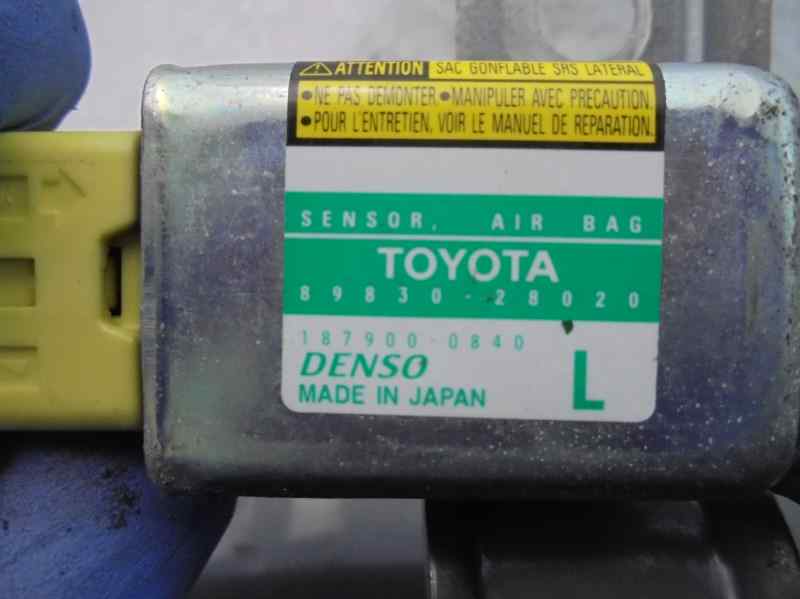 ATTENTION SAC GONFLABLE SRS LATERAL
•NE PAS DEMONTER.•MANIPULER AVEC PRECAUTION.
•POUR L'ENTRETIEN, VOIR LE MANUEL DE REPARATION.
SENSOR, AIR BAG
TOYOTA
89830-28020
187900-0840
DENSO
MADE IN JAPAN
L